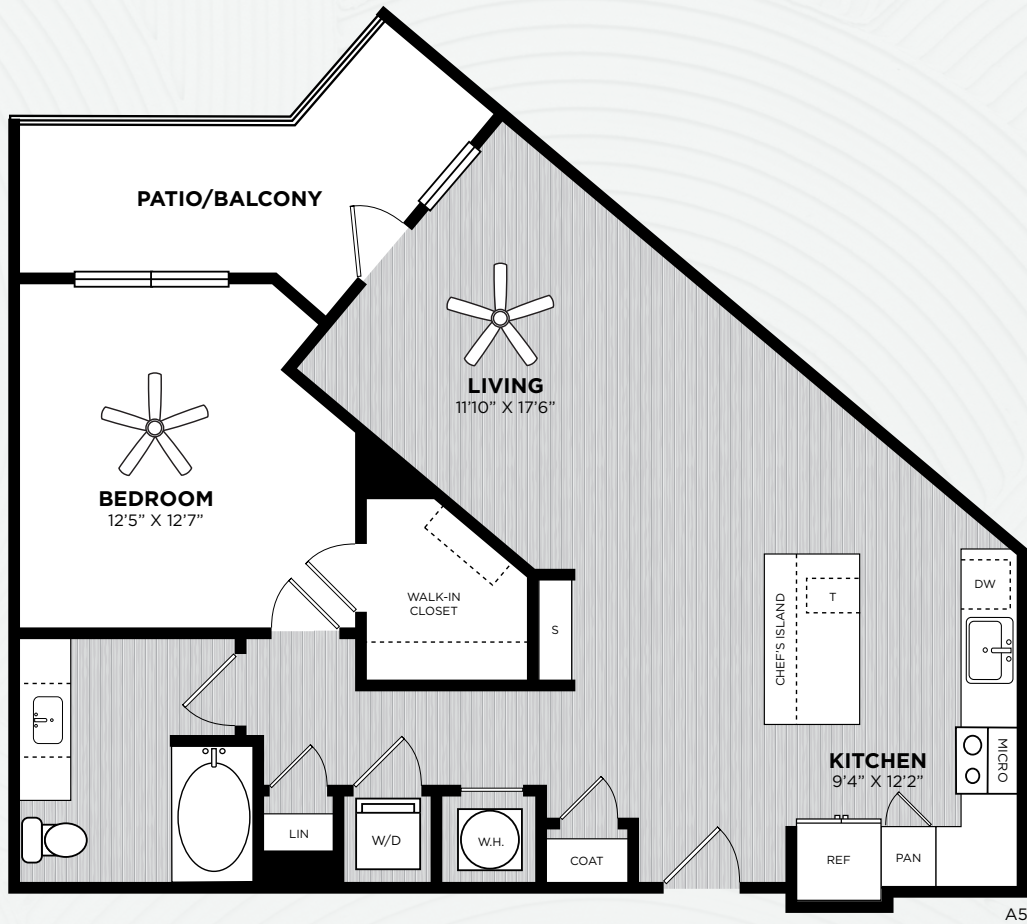 PATIO/BALCONY
LIVING
11'10" X 17'6"
BEDROOM
12'5" X 12'7"
WALK-IN
CLOSET
S
CHEF'S ISLAND
T
DW
MICRO
KITCHEN
9'4" X 12'2"
LIN
W/D
W.H.
COAT
REF
PAN
A5